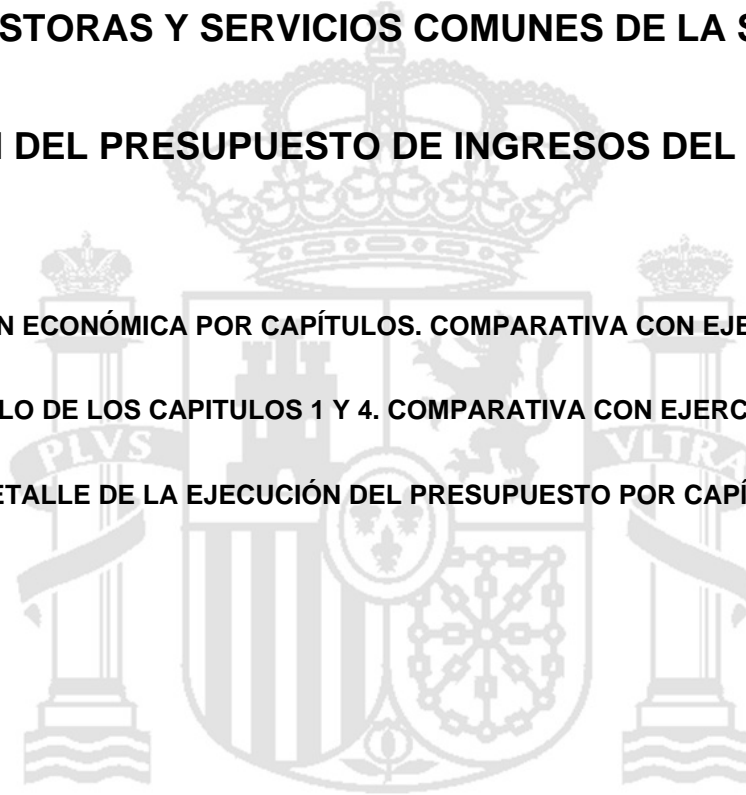 STORAS Y SERVICIOS COMUNES DE LA S
DEL PRESUPUESTO DE INGRESOS DEL
N ECONÓMICA POR CAPÍTULOS. COMPARATIVA CON EJE
LO DE LOS CAPITULOS 1 Y 4. COMPARATIVA CON EJERC
ETALLE DE LA EJECUCIÓN DEL PRESUPUESTO POR CAPÍ
PLVS
VLTRA